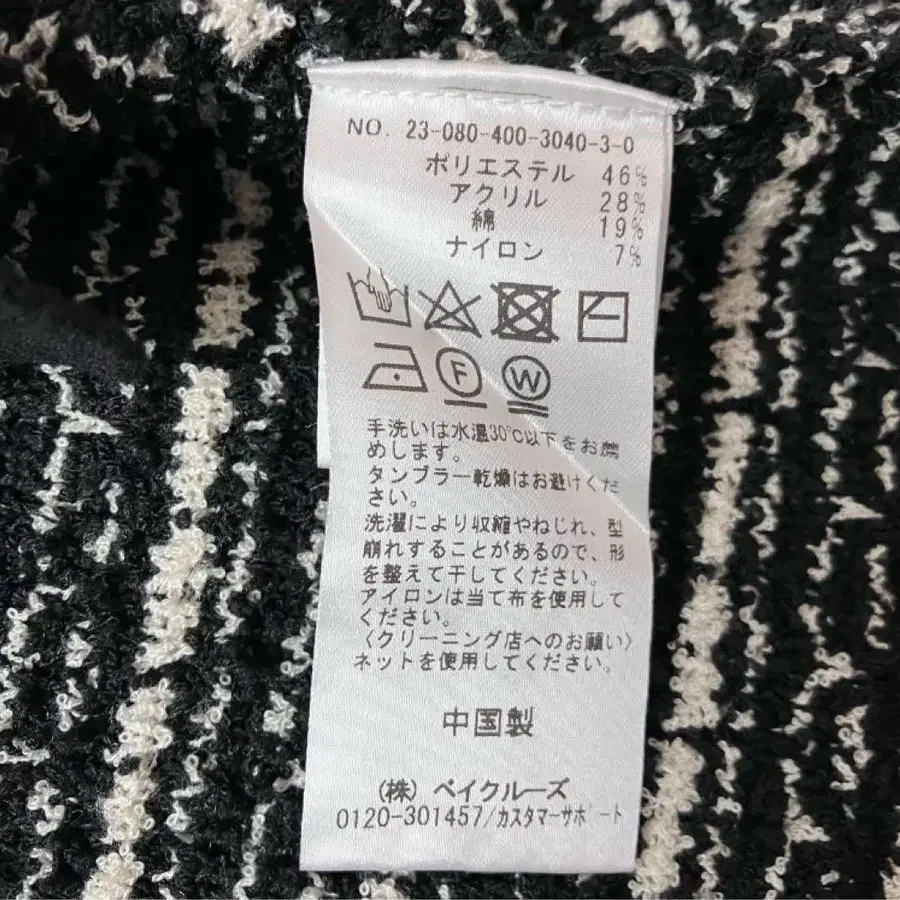 NO. 23-080-400-3040-3-0
ポリエステル 46%
アクリル 28%
綿 19%
ナイロン 7%
F W
手洗いは水温30℃以下をお薦
めします。
タンブラー乾燥はお避けくだ
さい。
洗濯により収縮やねじれ、型
崩れすることがあるので、形
を整えて干してください。
アイロンは当て布を使用して
ください。
〈クリーニング店へのお願い〉
ネットを使用してください。
中国製
(株) ベイクルーズ
0120-301457/カスタマーサポート